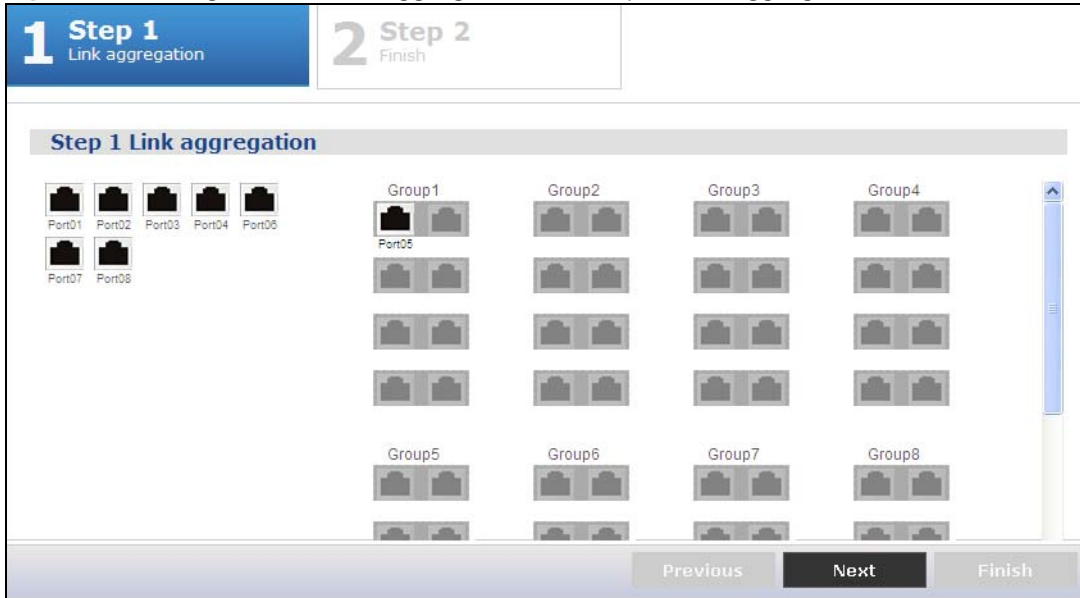 1 Step 1
Link aggregation
2 Step 2
Finish
Step 1 Link aggregation
Port01 Port02 Port03 Port04 Port06
Port07 Port08
Group1 Group2 Group3 Group4
Port05
Group5 Group6 Group7 Group8
Previous Next Finish